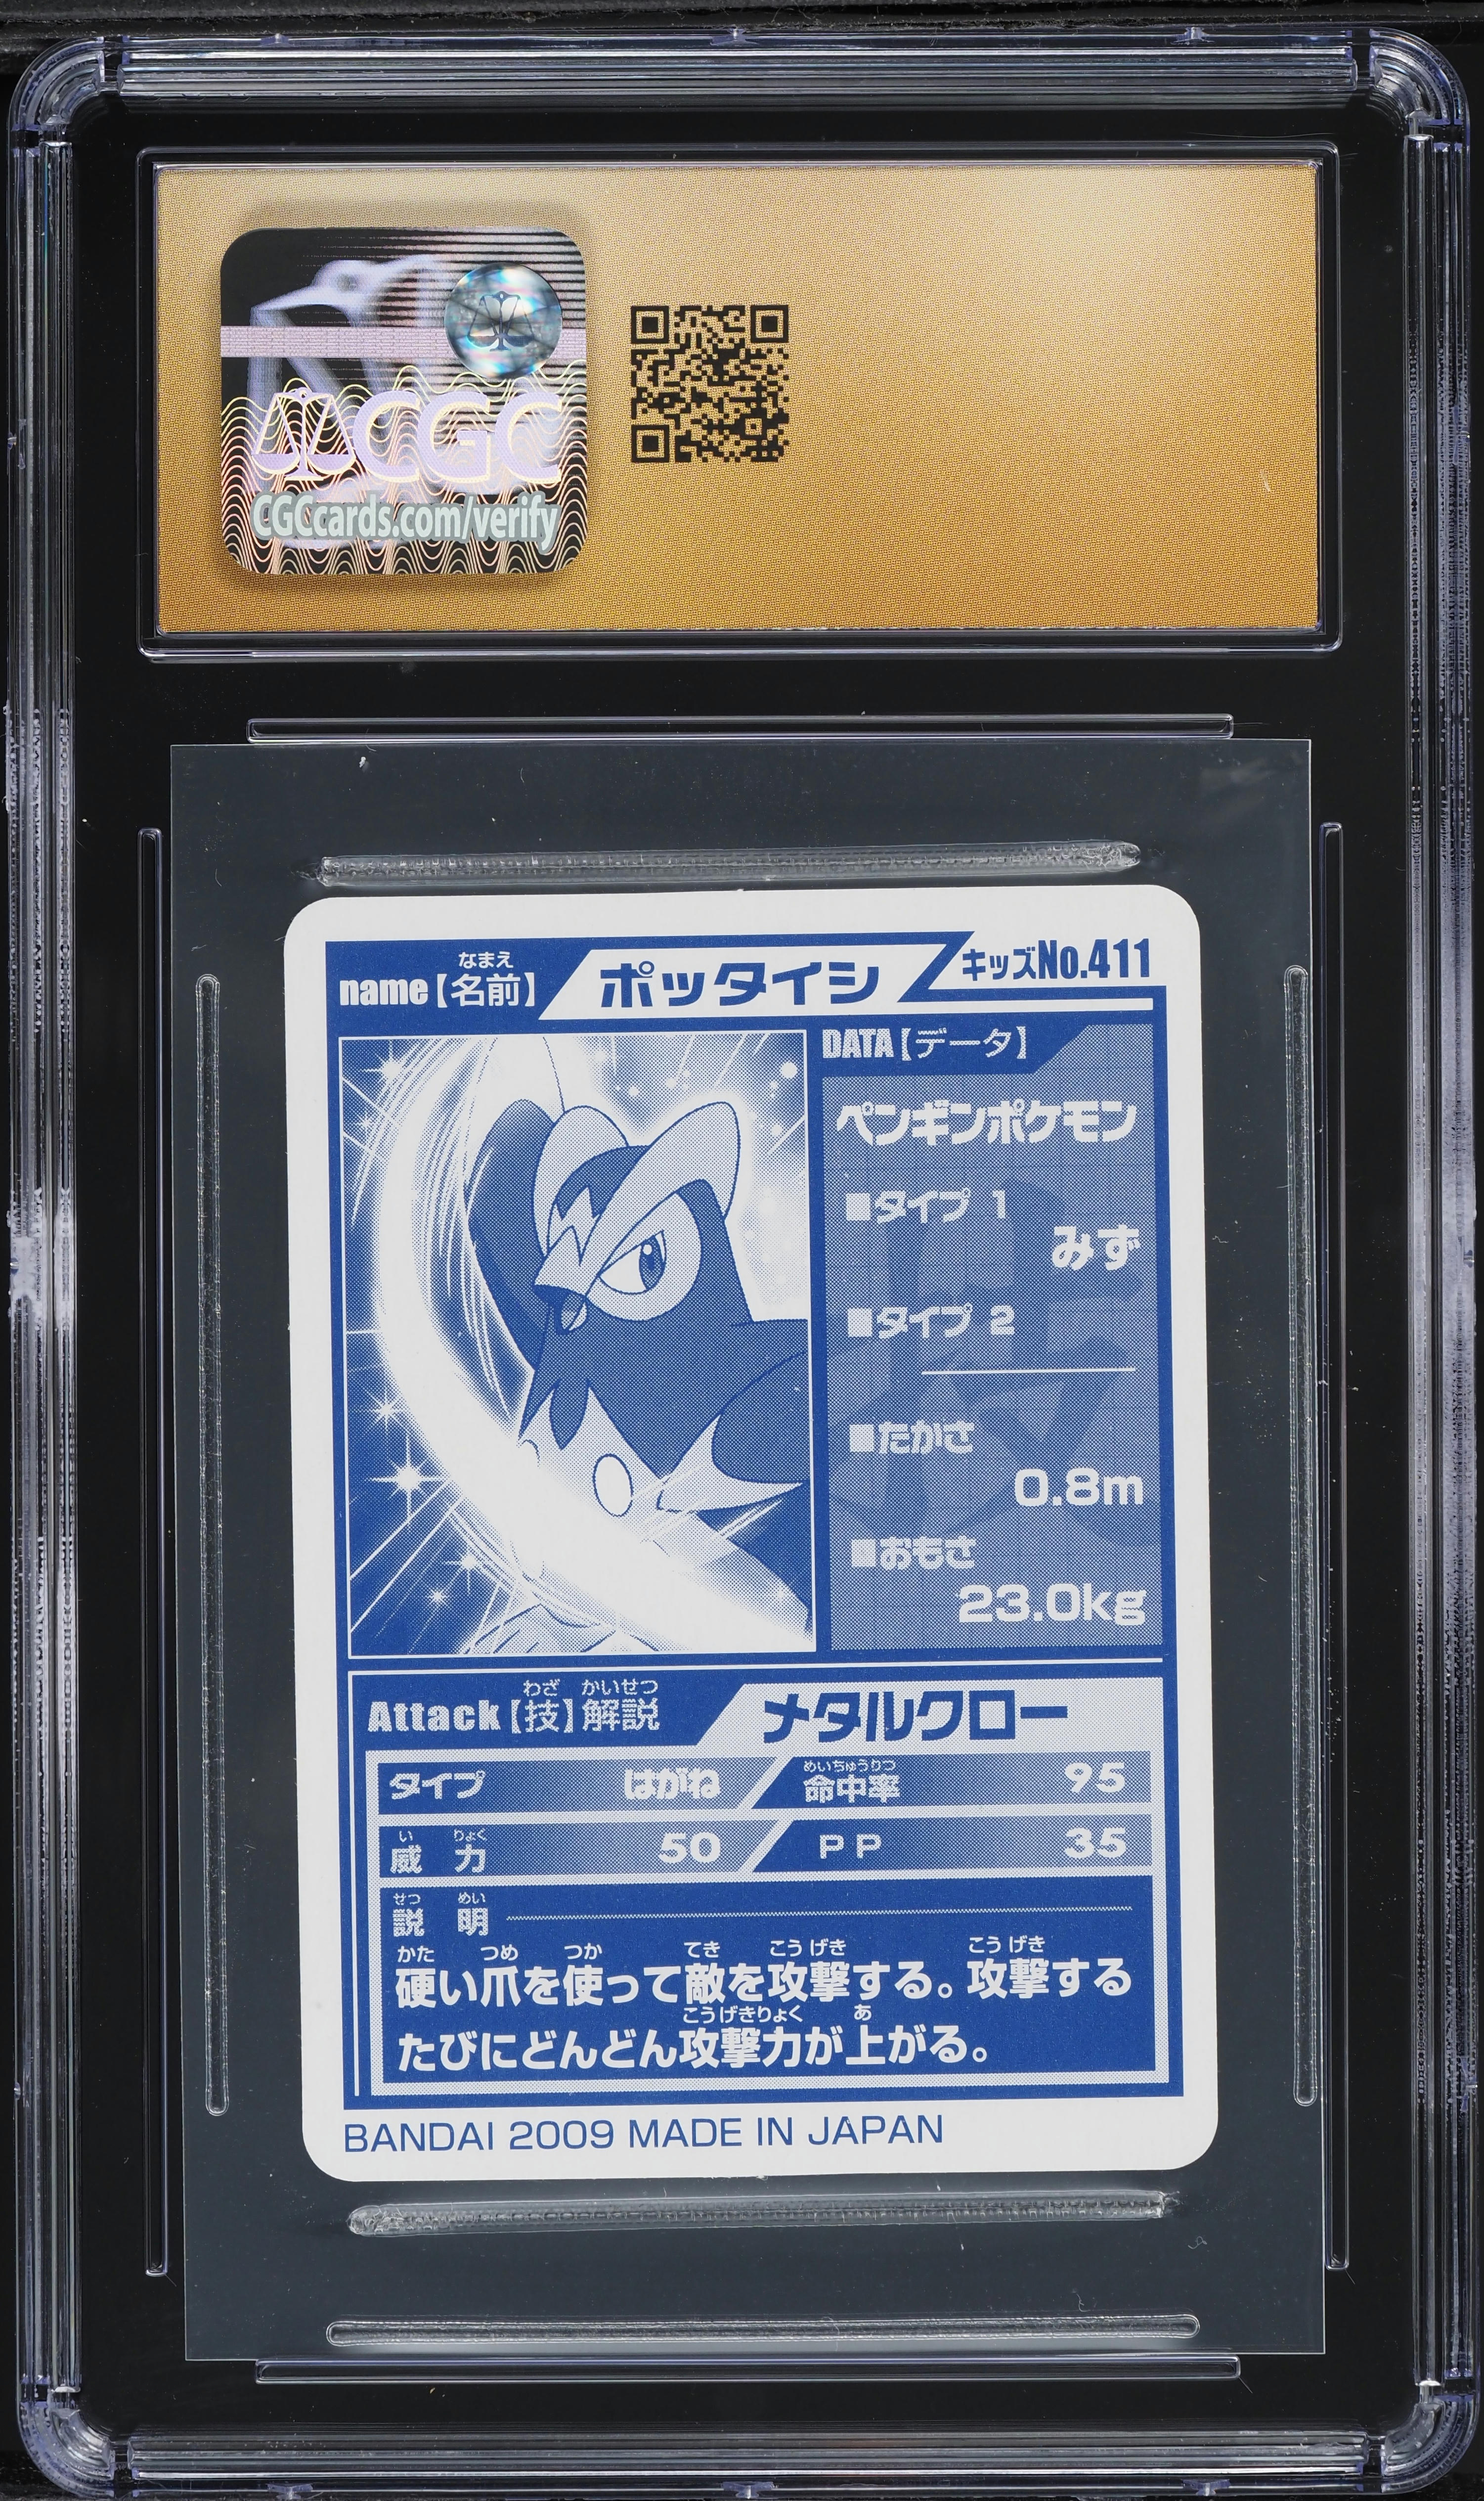 CGC
CGCcards.com/verify
なまえ
name【名前】 ポッタイシ キッズNo.411
DATA【データ】
ペンギンポケモン
■タイプ 1
みず
■タイプ 2
■たかさ
0.8m
■おもさ
23.0kg
わざ かいせつ
Attack【技】解説 メタルクロー
めいちゅうりつ
タイプ はがね 命中率 95
い りょく
威力 50 PP 35
せつ めい
説 明
かた つめ つか てき こう げき こう げき
硬い爪を使って敵を攻撃する。攻撃する
こうげきりょく あ
たびにどんどん攻撃力が上がる。
BANDAI 2009 MADE IN JAPAN